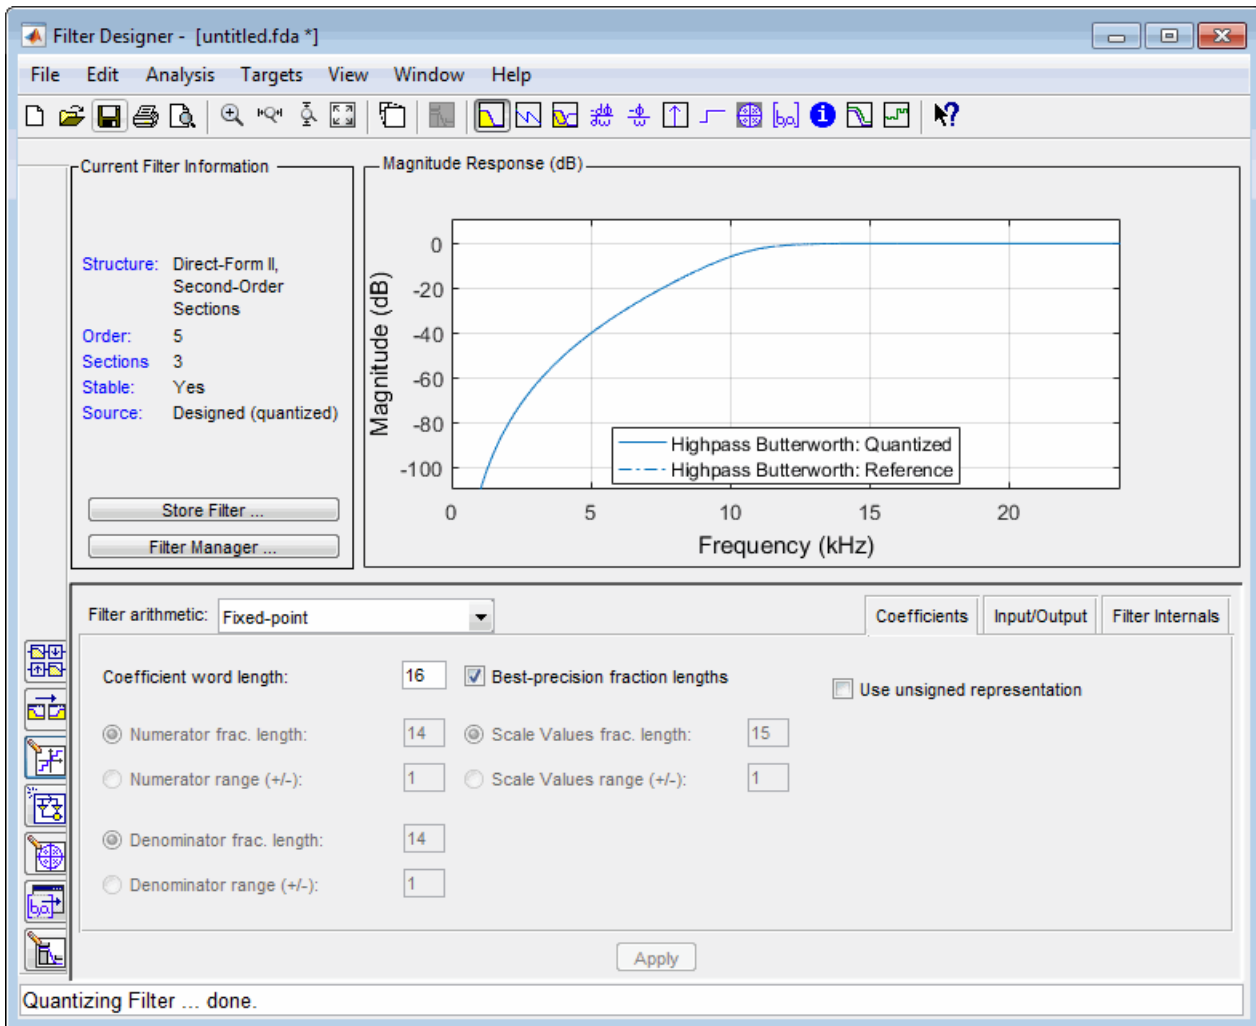 Filter Designer - [untitled.fda *]
File Edit Analysis Targets View Window Help
Current Filter Information
Structure: Direct-Form II,
Second-Order
Sections
Order: 5
Sections 3
Stable: Yes
Source: Designed (quantized)
Store Filter ...
Filter Manager ...
Magnitude Response (dB)
Magnitude (dB)
0
-20
-40
-60
-80
-100
Highpass Butterworth: Quantized
Highpass Butterworth: Reference
0 5 10 15 20
Frequency (kHz)
Filter arithmetic: Fixed-point
Coefficients Input/Output Filter Internals
Coefficient word length: 16 Best-precision fraction lengths Use unsigned representation
Numerator frac. length: 14 Scale Values frac. length: 15
Numerator range (+/-): 1 Scale Values range (+/-): 1
Denominator frac. length: 14
Denominator range (+/-): 1
Apply
Quantizing Filter ... done.